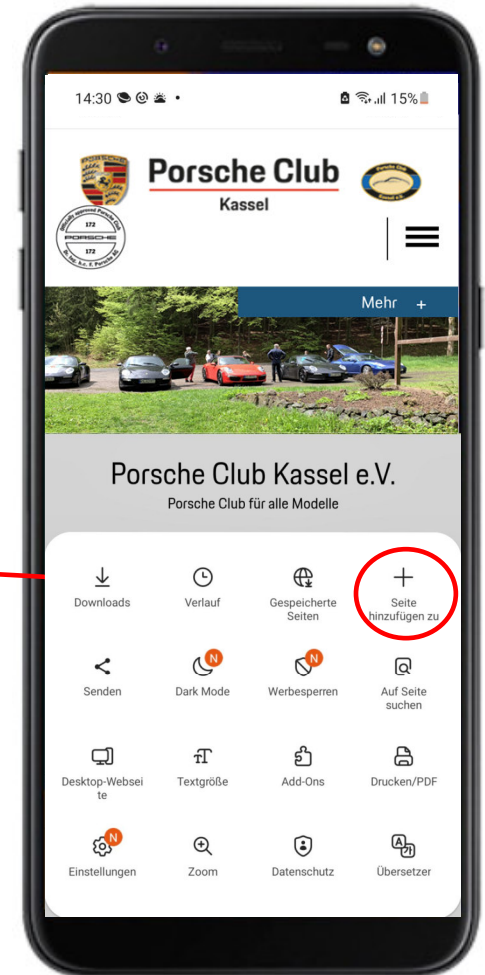 14:30
15%
PORSCHE
Porsche Club
Kassel
172
PORSCHE
172
Mehr +
Porsche Club Kassel e.V.
Porsche Club für alle Modelle
Downloads
Verlauf
Gespeicherte
Seiten
Seite
hinzufügen zu
Senden
N
Dark Mode
N
Werbesperren
Auf Seite
suchen
Desktop-Websei
te
Textgröße
Add-Ons
Drucken/PDF
N
Einstellungen
Zoom
Datenschutz
Übersetzer